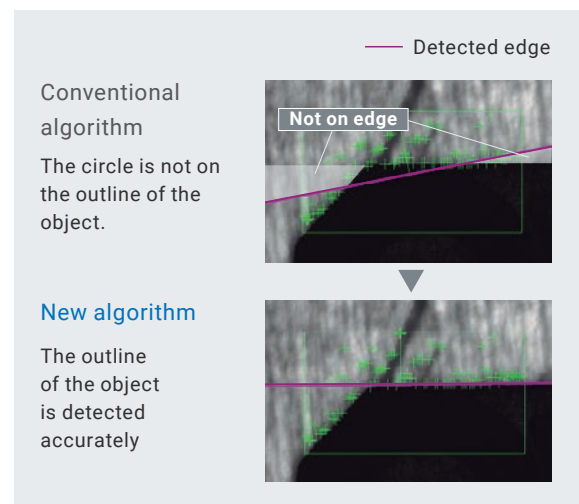 Detected edge
Conventional
algorithm
The circle is not on
the outline of the
object.
Not on edge
New algorithm
The outline
of the object
is detected
accurately